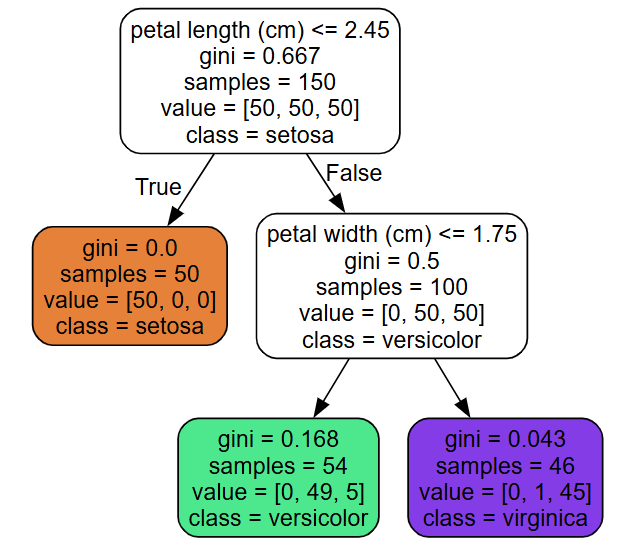 petal length (cm) <= 2.45
gini = 0.667
samples = 150
value = [50, 50, 50]
class = setosa
True
False
gini = 0.0
samples = 50
value = [50, 0, 0]
class = setosa
petal width (cm) <= 1.75
gini = 0.5
samples = 100
value = [0, 50, 50]
class = versicolor
gini = 0.168
samples = 54
value = [0, 49, 5]
class = versicolor
gini = 0.043
samples = 46
value = [0, 1, 45]
class = virginica